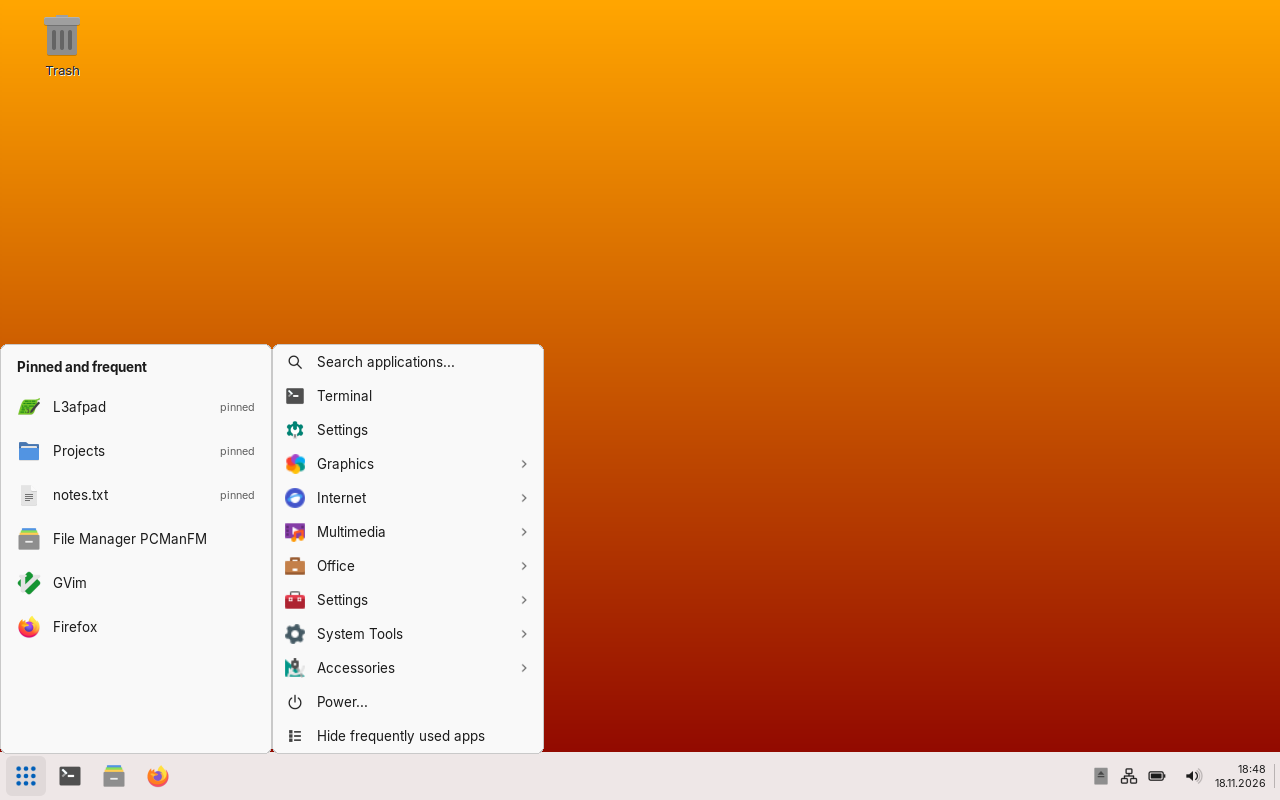 Trash
Pinned and frequent
L3afpad pinned
Projects pinned
notes.txt pinned
File Manager PCManFM
GVim
Firefox
Search applications...
Terminal
Settings
Graphics
Internet
Multimedia
Office
Settings
System Tools
Accessories
Power...
Hide frequently used apps
18:48
18.11.2026